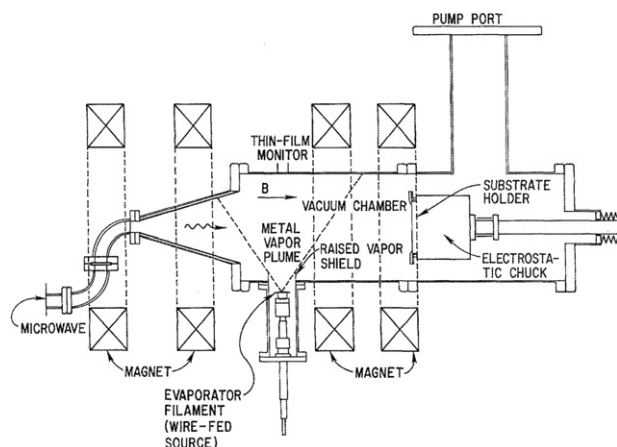 PUMP PORT
THIN-FILM
MONITOR
B
SUBSTRATE
HOLDER
VACUUM CHAMBER
METAL
VAPOR
PLUME
RAISED VAPOR
SHIELD
ELECTROSTA-
TIC CHUCK
MICROWAVE
MAGNET
MAGNET
EVAPORATOR
FILAMENT
(WIRE-FED
SOURCE)